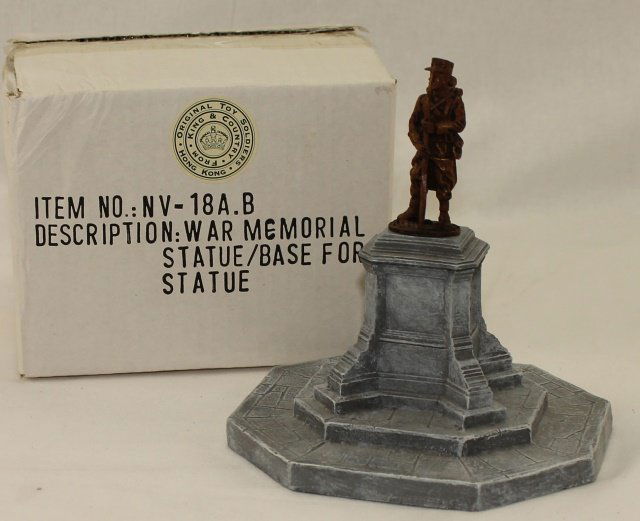 ORIGINAL TOY SOLDIERS
KING & COUNTRY
FROM
HONG KONG
ITEM NO.: NV-18A.B
DESCRIPTION: WAR MEMORIAL
STATUE/BASE FOR
STATUE